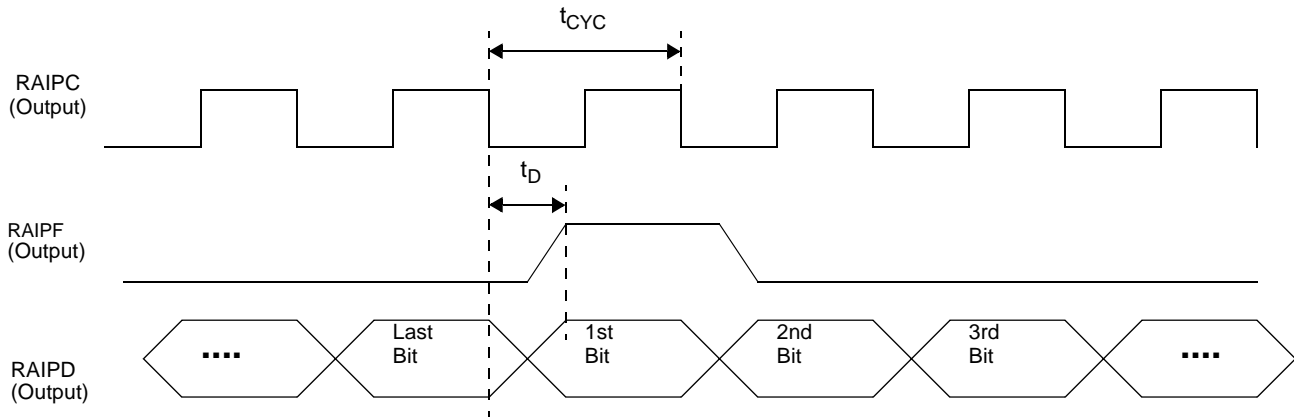 tCYC
RAIPC
(Output)
tD
RAIPF
(Output)
Last
Bit
1st
Bit
2nd
Bit
3rd
Bit
....
....
RAIPD
(Output)